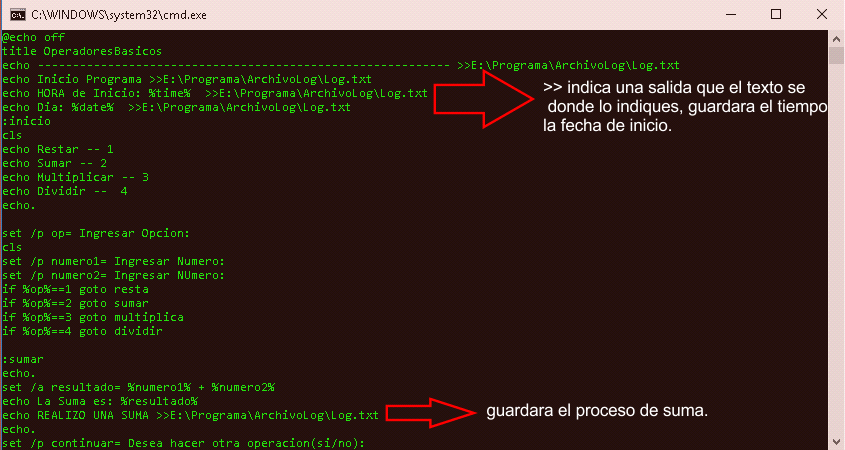 C:\WINDOWS\system32\cmd.exe
@echo off
title OperadoresBasicos
echo ----------------------------------------------------------- >>E:\Programa\ArchivoLog\Log.txt
echo Inicio Programa >>E:\Programa\ArchivoLog\Log.txt
echo HORA de Inicio: %time%  >>E:\Programa\ArchivoLog\Log.txt
echo Dia: %date%  >>E:\Programa\ArchivoLog\Log.txt
>> indica una salida que el texto se
donde lo indiques, guardara el tiempo
la fecha de inicio.
:inicio
cls
echo Restar -- 1
echo Sumar -- 2
echo Multiplicar -- 3
echo Dividir --  4
echo.
set /p op= Ingresar Opcion:
cls
set /p numero1= Ingresar Numero:
set /p numero2= Ingresar NUmero:
if %op%==1 goto resta
if %op%==2 goto sumar
if %op%==3 goto multiplica
if %op%==4 goto dividir
:sumar
echo.
set /a resultado= %numero1% + %numero2%
echo La Suma es: %resultado%
echo REALIZO UNA SUMA >>E:\Programa\ArchivoLog\Log.txt
guardara el proceso de suma.
echo.
set /p continuar= Desea hacer otra operacion(si/no):